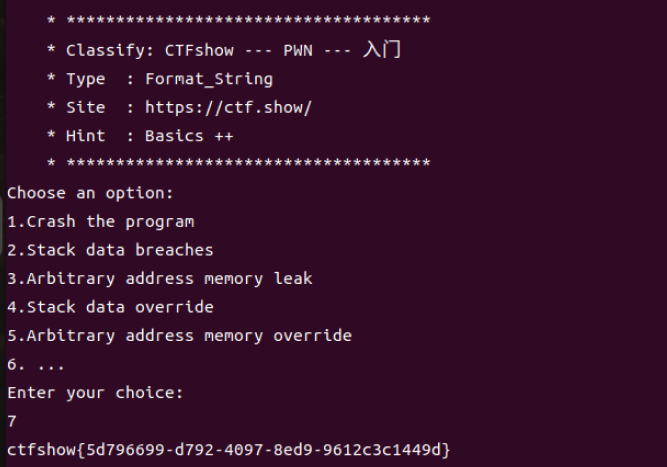 * *************************************
* Classify: CTFshow --- PWN --- 入门
* Type  : Format_String
* Site  : https://ctf.show/
* Hint  : Basics ++
* *************************************
Choose an option:
1.Crash the program
2.Stack data breaches
3.Arbitrary address memory leak
4.Stack data override
5.Arbitrary address memory override
6. ...
Enter your choice:
7
ctfshow{5d796699-d792-4097-8ed9-9612c3c1449d}